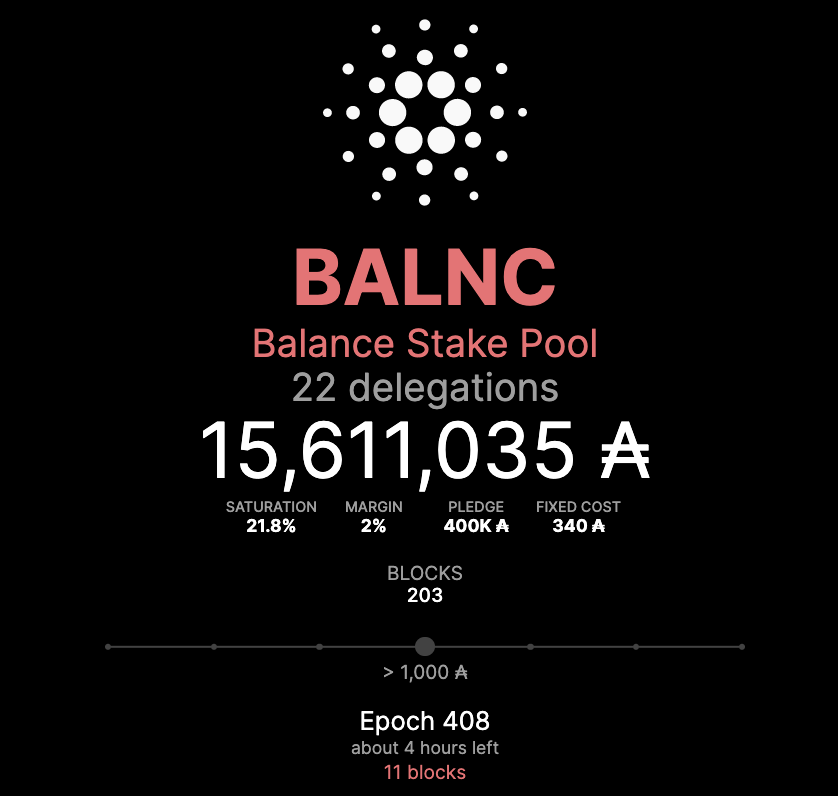 BALNC
Balance Stake Pool
22 delegations
15,611,035 ₳
SATURATION MARGIN PLEDGE FIXED COST
21.8% 2% 400K ₳ 340 ₳
BLOCKS
203
> 1,000 ₳
Epoch 408
about 4 hours left
11 blocks